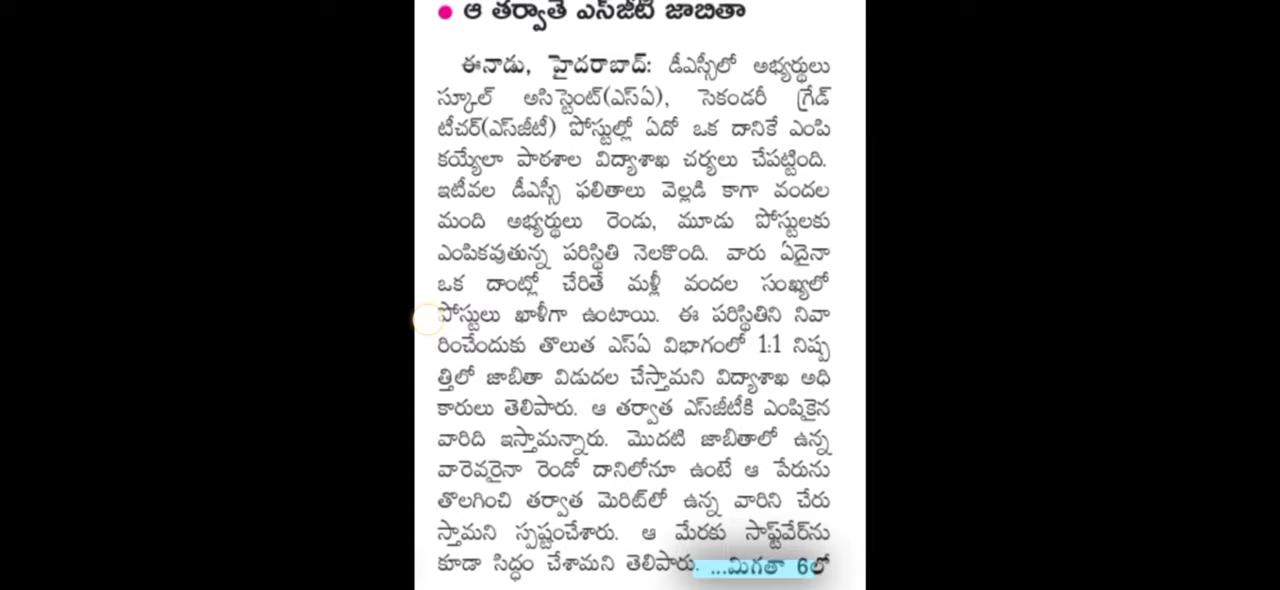 • ఆ తర్వాతే ఎస్‌జీటీ జాబితా
ఈనాడు, హైదరాబాద్: డీఎస్సీలో అభ్యర్థులు
స్కూల్ అసిస్టెంట్(ఎస్ఏ), సెకండరీ గ్రేడ్
టీచర్(ఎస్‌జీటీ) పోస్టుల్లో ఏదో ఒక దానికే ఎంపి
కయ్యేలా పాఠశాల విద్యాశాఖ చర్యలు చేపట్టింది.
ఇటీవల డీఎస్సీ ఫలితాలు వెల్లడి కాగా వందల
మంది అభ్యర్థులు రెండు, మూడు పోస్టులకు
ఎంపికవుతున్న పరిస్థితి నెలకొంది. వారు ఏదైనా
ఒక దాంట్లో చేరితే మళ్లీ వందల సంఖ్యలో
పోస్టులు ఖాళీగా ఉంటాయి. ఈ పరిస్థితిని నివా
రించేందుకు తొలుత ఎస్ఏ విభాగంలో 1:1 నిష్ప
త్తిలో జాబితా విడుదల చేస్తామని విద్యాశాఖ అధి
కారులు తెలిపారు. ఆ తర్వాత ఎస్‌జీటీకి ఎంపికైన
వారిది ఇస్తామన్నారు. మొదటి జాబితాలో ఉన్న
వారెవరైనా రెండో దానిలోనూ ఉంటే ఆ పేరును
తొలగించి తర్వాత మెరిట్‌లో ఉన్న వారిని చేరు
స్తామని స్పష్టంచేశారు. ఆ మేరకు సాఫ్ట్‌వేర్‌ను
కూడా సిద్ధం చేశామని తెలిపారు. ...మిగతా 6లో